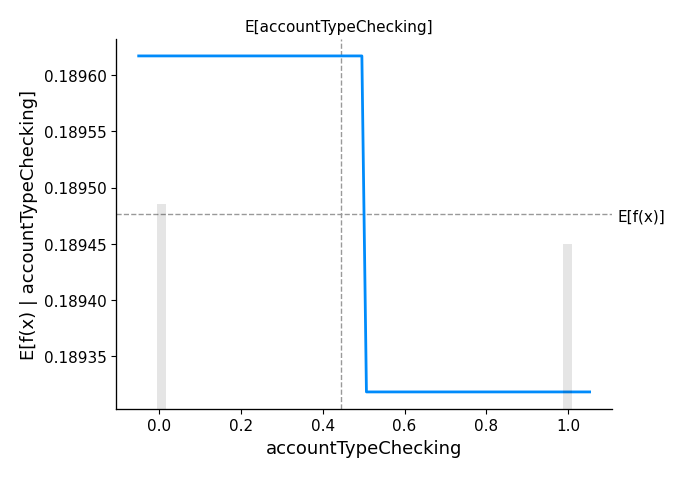 E[accountTypeChecking]
E[f(x) | accountTypeChecking]
0.18960
0.18955
0.18950
0.18945
0.18940
0.18935
E[f(x)]
0.0 0.2 0.4 0.6 0.8 1.0
accountTypeChecking